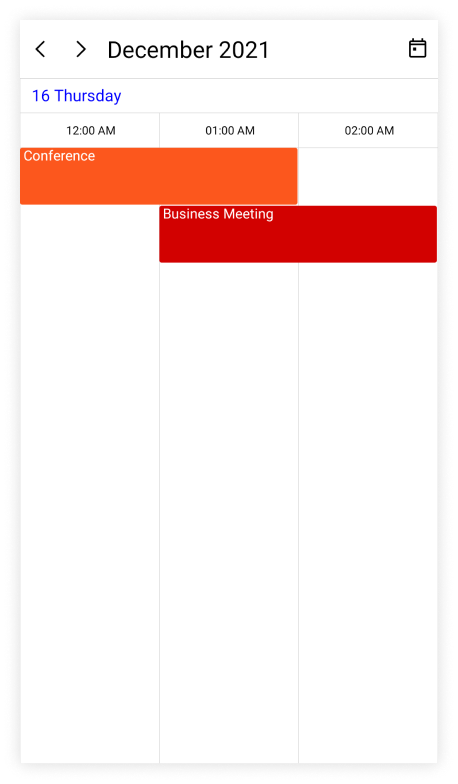 December 2021
16 Thursday
12:00 AM 01:00 AM 02:00 AM
Conference
Business Meeting